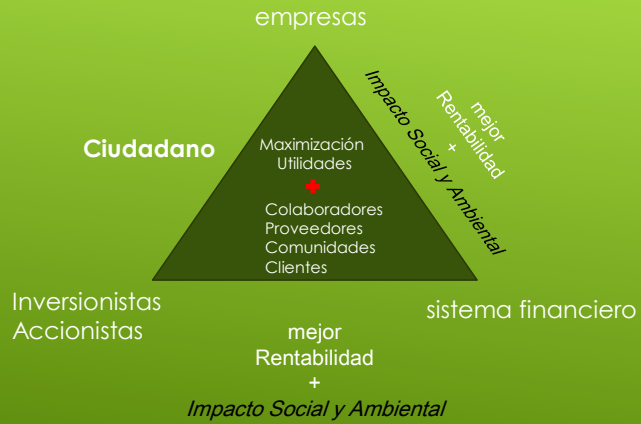 empresas
Impacto Social y Ambiental
mejor
Rentabilidad
+
Ciudadano
Maximización
Utilidades
+
Colaboradores
Proveedores
Comunidades
Clientes
Inversionistas
Accionistas
sistema financiero
mejor
Rentabilidad
+
Impacto Social y Ambiental